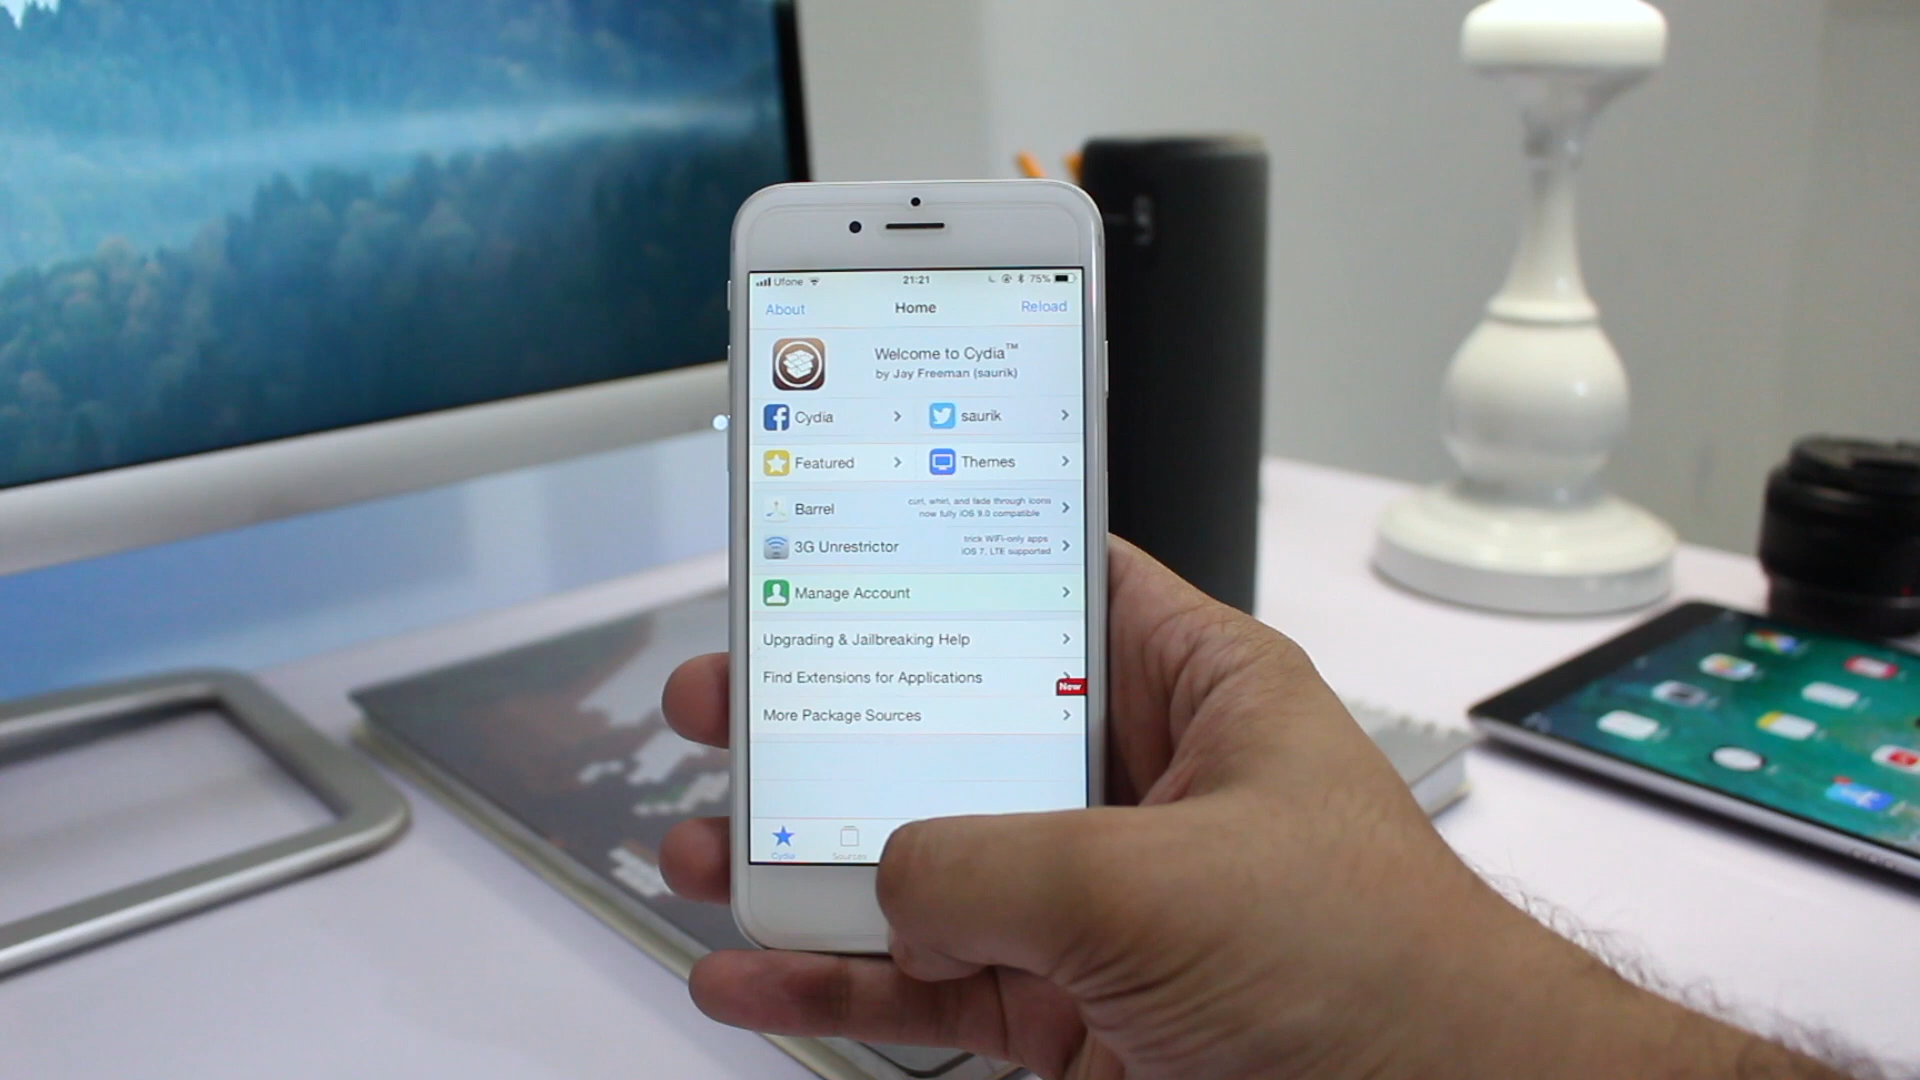 Ufone 21:21 75%
About Home Reload
Welcome to Cydia™
by Jay Freeman (saurik)
Cydia saurik
Featured Themes
Barrel curl, whirl, and fade through icons
now fully iOS 9.0 compatible
3G Unrestrictor trick WiFi-only apps
iOS 7, LTE supported
Manage Account
Upgrading & Jailbreaking Help
Find Extensions for Applications
New
More Package Sources
Cydia Sources